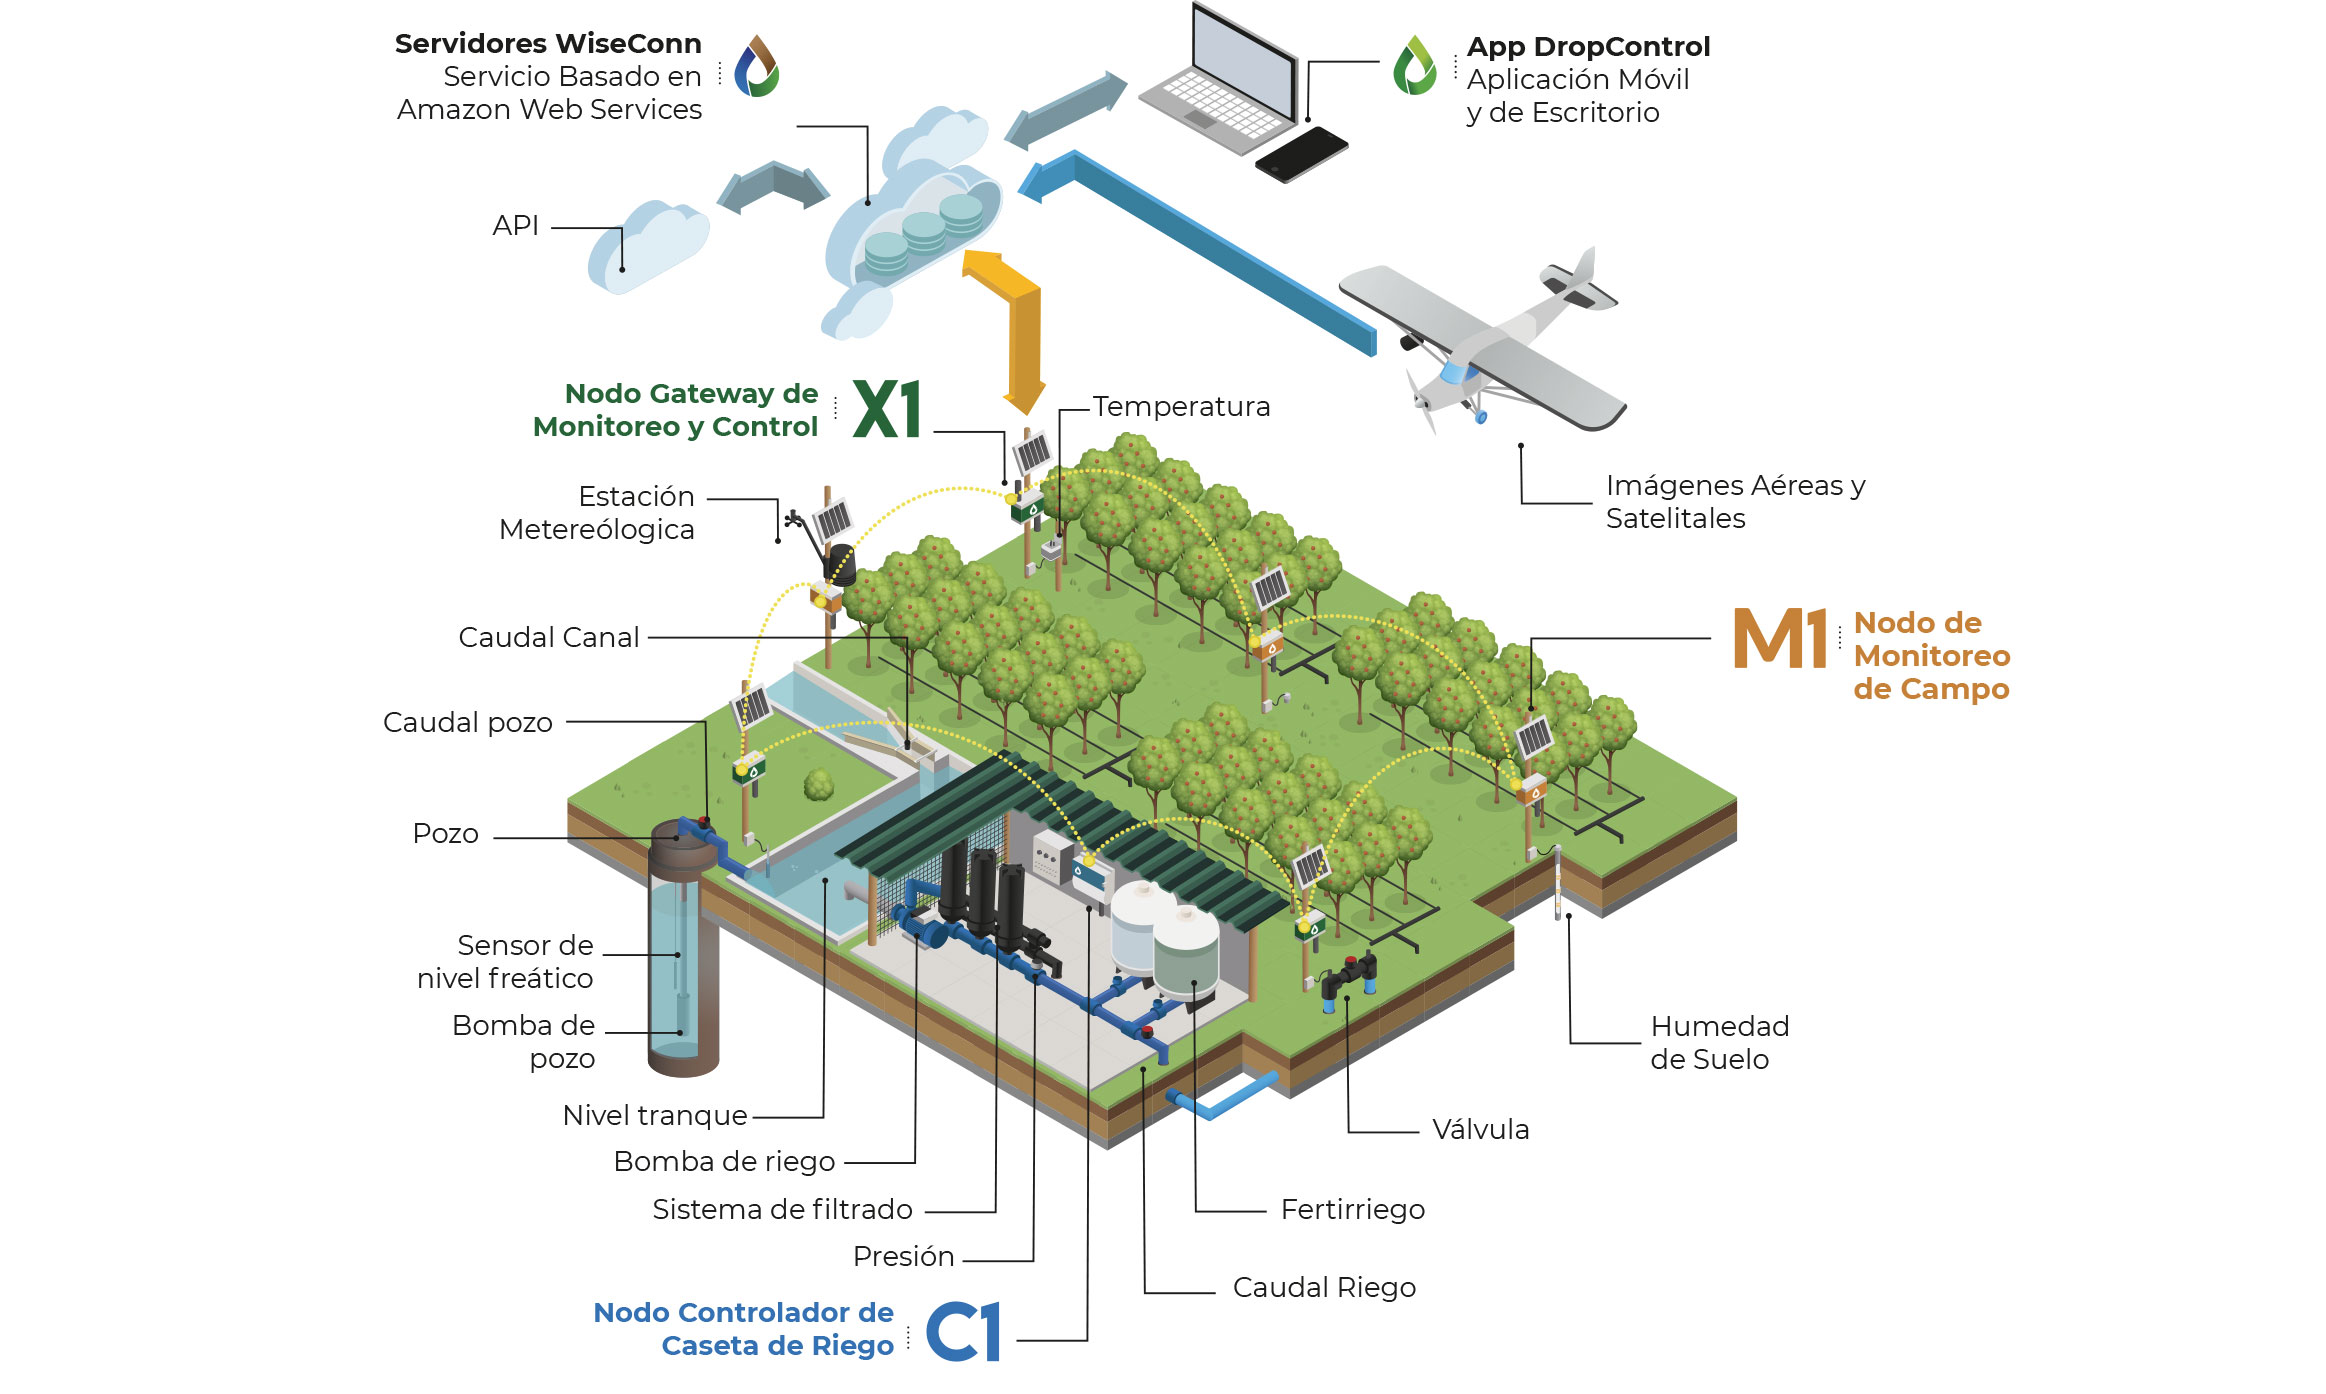 Servidores WiseConn
Servicio Basado en
Amazon Web Services
App DropControl
Aplicación Móvil
y de Escritorio
API
Nodo Gateway de
Monitoreo y Control
X1
Temperatura
Imágenes Aéreas y
Satelitales
Estación
Metereólogica
Caudal Canal
M1
Nodo de
Monitoreo
de Campo
Caudal pozo
Pozo
Sensor de
nivel freático
Bomba de
pozo
Humedad
de Suelo
Nivel tranque
Válvula
Bomba de riego
Sistema de filtrado
Fertirriego
Presión
Caudal Riego
Nodo Controlador de
Caseta de Riego
C1